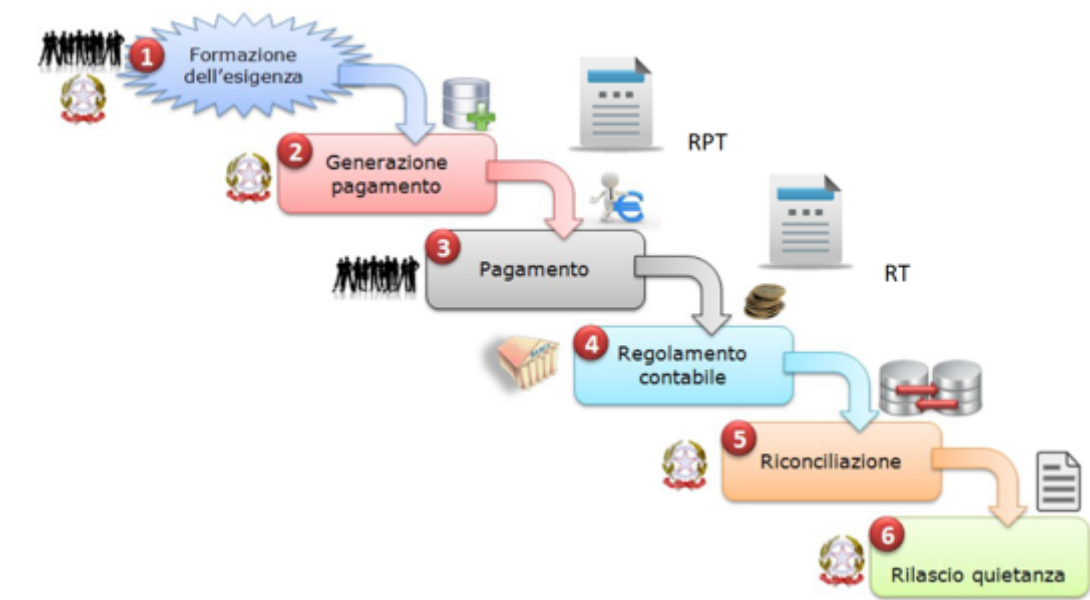 1
Formazione
dell'esigenza
2
Generazione
pagamento
RPT
3
Pagamento
RT
4
Regolamento
contabile
5
Riconciliazione
6
Rilascio quietanza